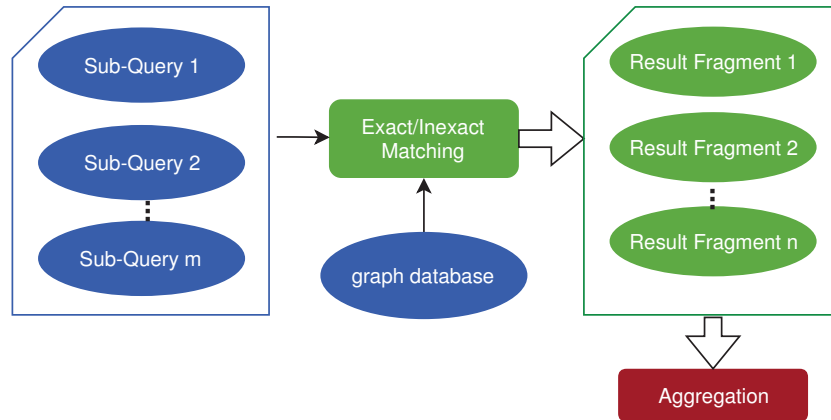 Sub-Query 1
Sub-Query 2
Sub-Query m
Exact/Inexact
Matching
graph database
Result Fragment 1
Result Fragment 2
Result Fragment n
Aggregation